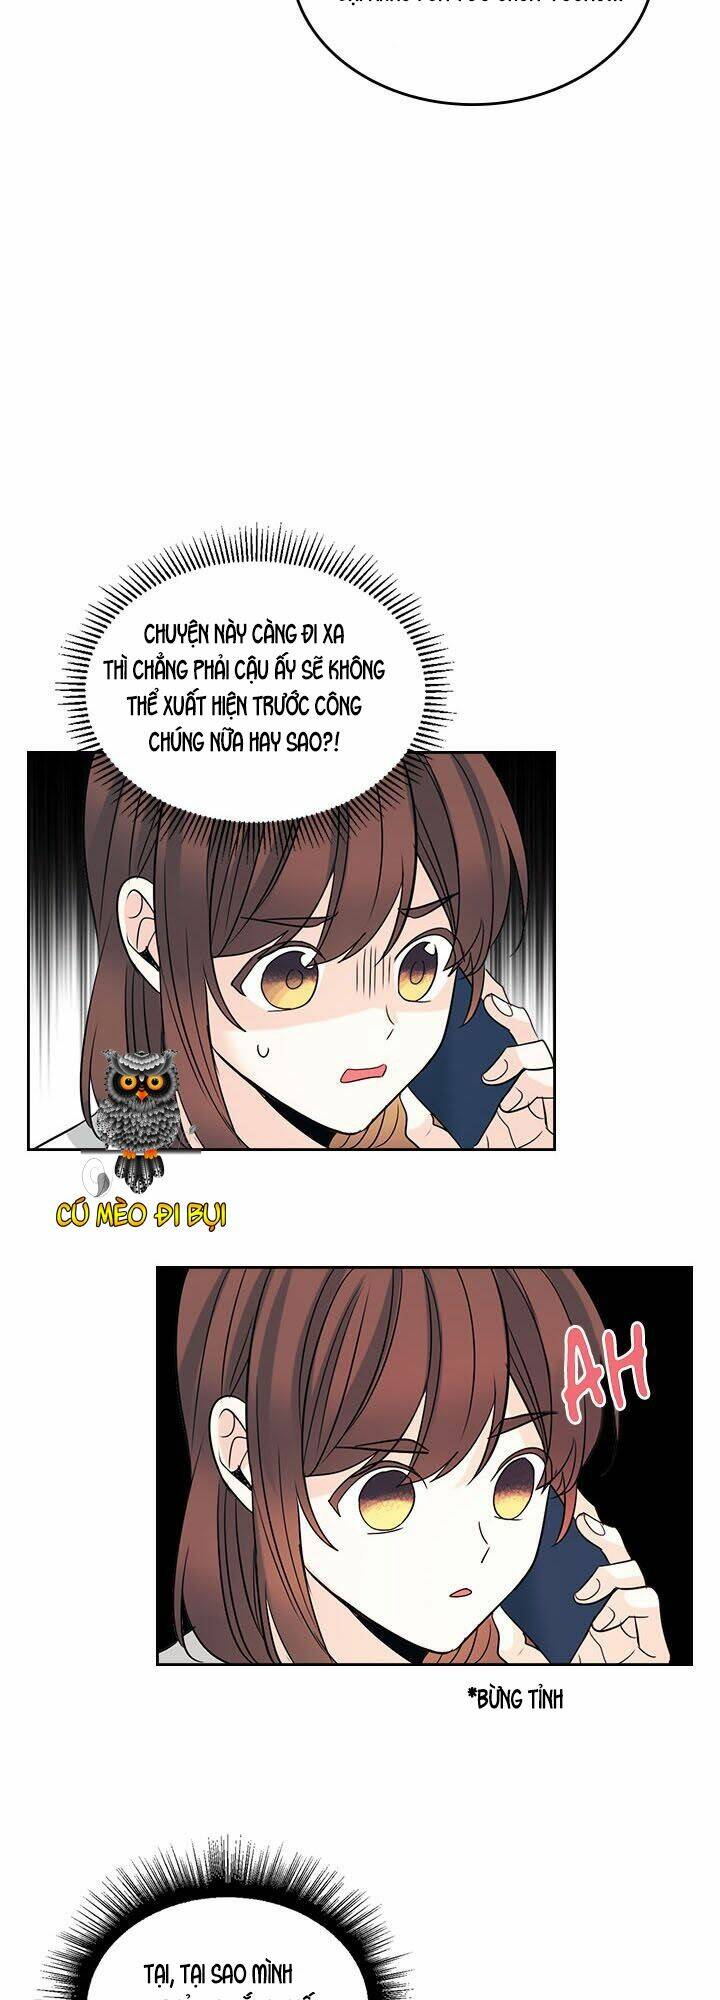 CHUYỆN NÀY CÀNG ĐI XA
THÌ CHẲNG PHẢI CẬU ẤY SẼ KHÔNG
THỂ XUẤT HIỆN TRƯỚC CÔNG
CHÚNG NỮA HAY SAO?!
CÚ MÈO ĐI BỤI
AH
*BỪNG TỈNH
TẠI, TẠI SAO MÌNH